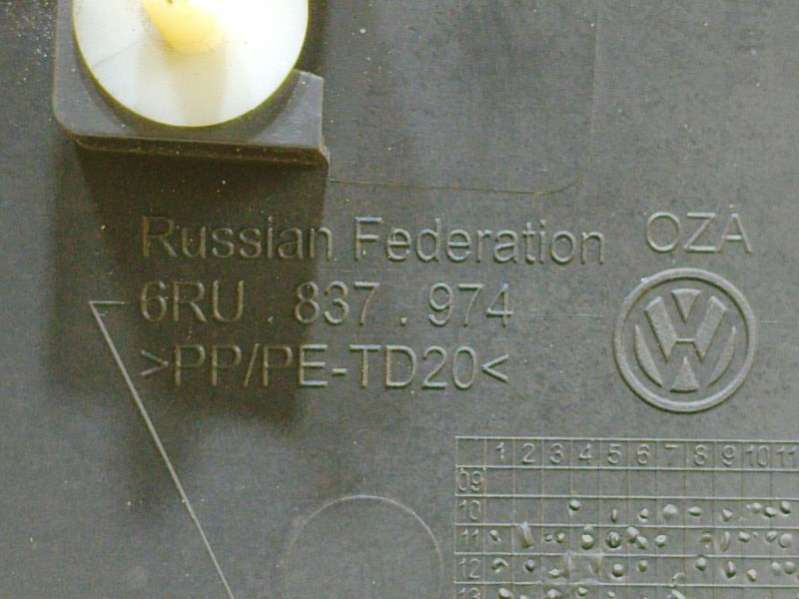 Russian Federation OZA
6RU . 837 . 974
>PP/PE-TD20<
1 2 3 4 5 6 7 8 9 10 11
09
10
11
12
13